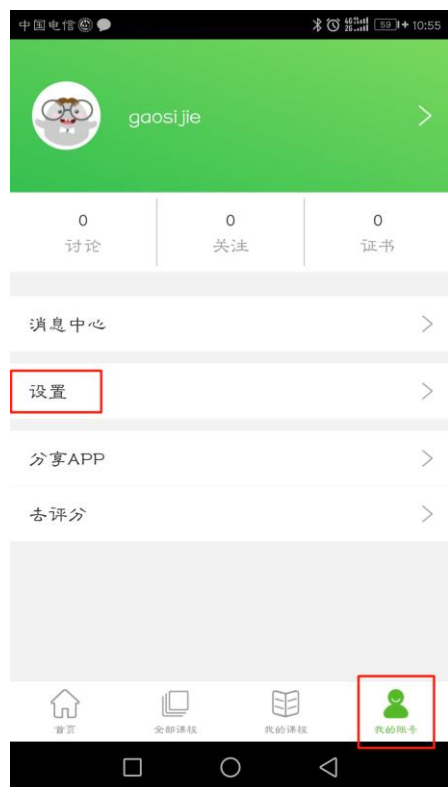 中国电信 10:55
59
gaosijie
0 0 0
讨论 关注 证书
消息中心
设置
分享APP
去评分
首页 全部课程 我的课程 我的账号